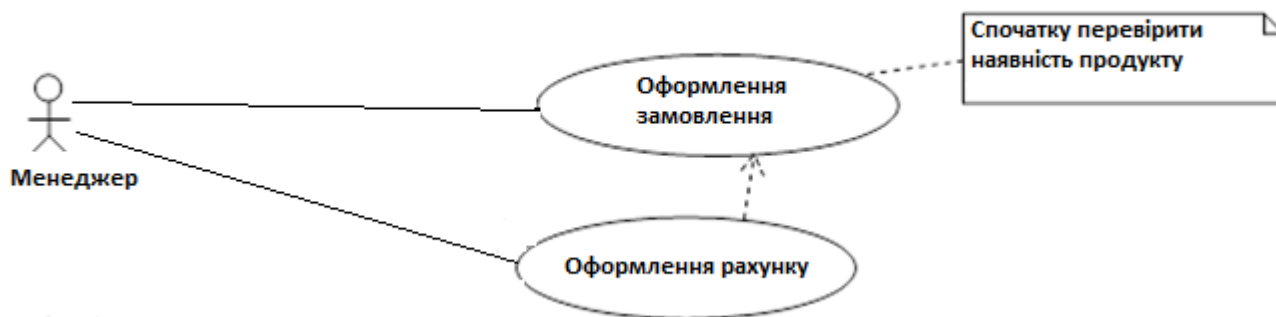 Спочатку перевірити
наявність продукту
Оформлення
замовлення
Менеджер
Оформлення рахунку